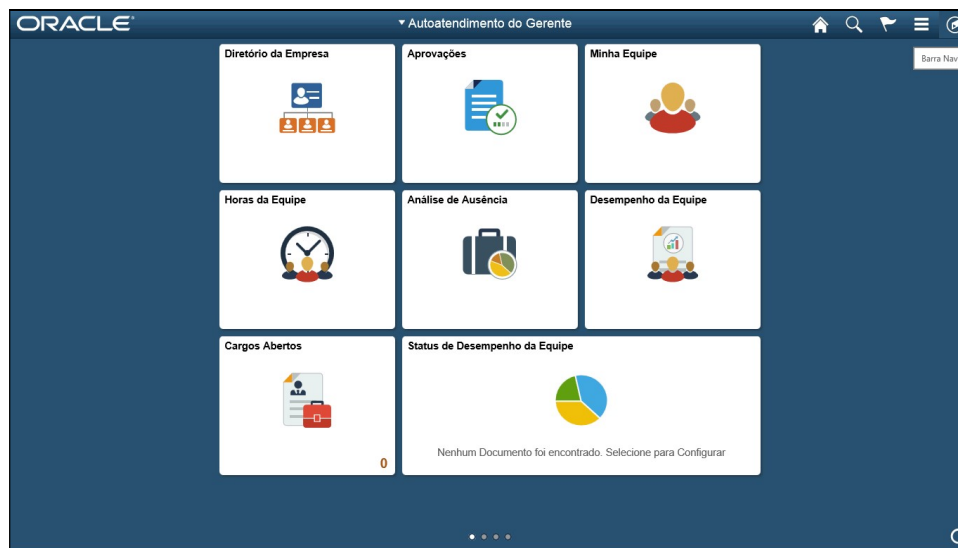 ORACLE
Autoatendimento do Gerente
Barra Nav
Diretório da Empresa
Aprovações
Minha Equipe
Horas da Equipe
Análise de Ausência
Desempenho da Equipe
Cargos Abertos
0
Status de Desempenho da Equipe
Nenhum Documento foi encontrado. Selecione para Configurar